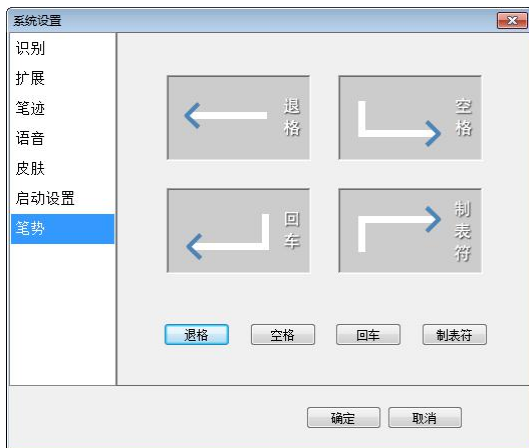 系统设置
识别
扩展
笔迹
语音
皮肤
启动设置
笔势
退格
空格
回车
制表符
退格
空格
回车
制表符
确定
取消